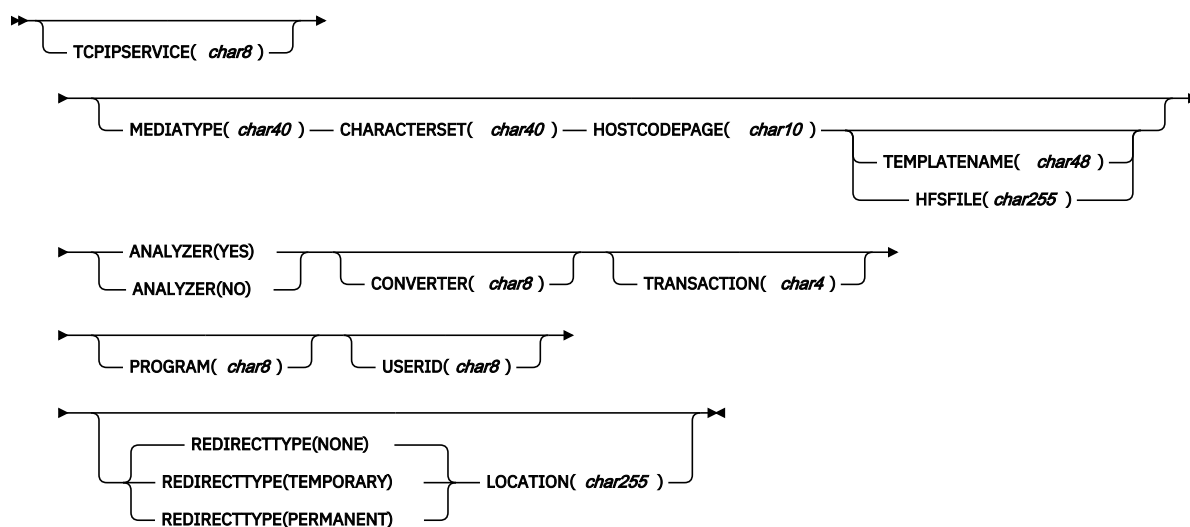 TCPIPSERVICE( char8 )
MEDIATYPE( char40 ) CHARACTERSET( char40 ) HOSTCODEPAGE( char10 )
TEMPLATENAME( char48 )
HFSFILE( char255 )
ANALYZER(YES)
ANALYZER(NO) CONVERTER( char8 ) TRANSACTION( char4 )
PROGRAM( char8 ) USERID( char8 )
REDIRECTTYPE(NONE)
REDIRECTTYPE(TEMPORARY) LOCATION( char255 )
REDIRECTTYPE(PERMANENT)